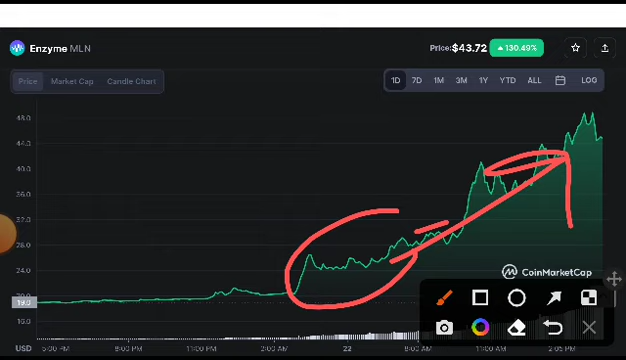 Enzyme MLN
Price: $43.72 ▲ 130.49%
Price Market Cap Candle Chart
1D 7D 1M 3M 1Y YTD ALL LOG
48.0
44.0
40.0
36.0
32.0
28.0
24.0
19.0
16.0
CoinMarketCap
USD 5:00 PM 8:00 PM 11:00 PM 2:00 AM 22 8:00 AM 11:00 AM 2:05 PM